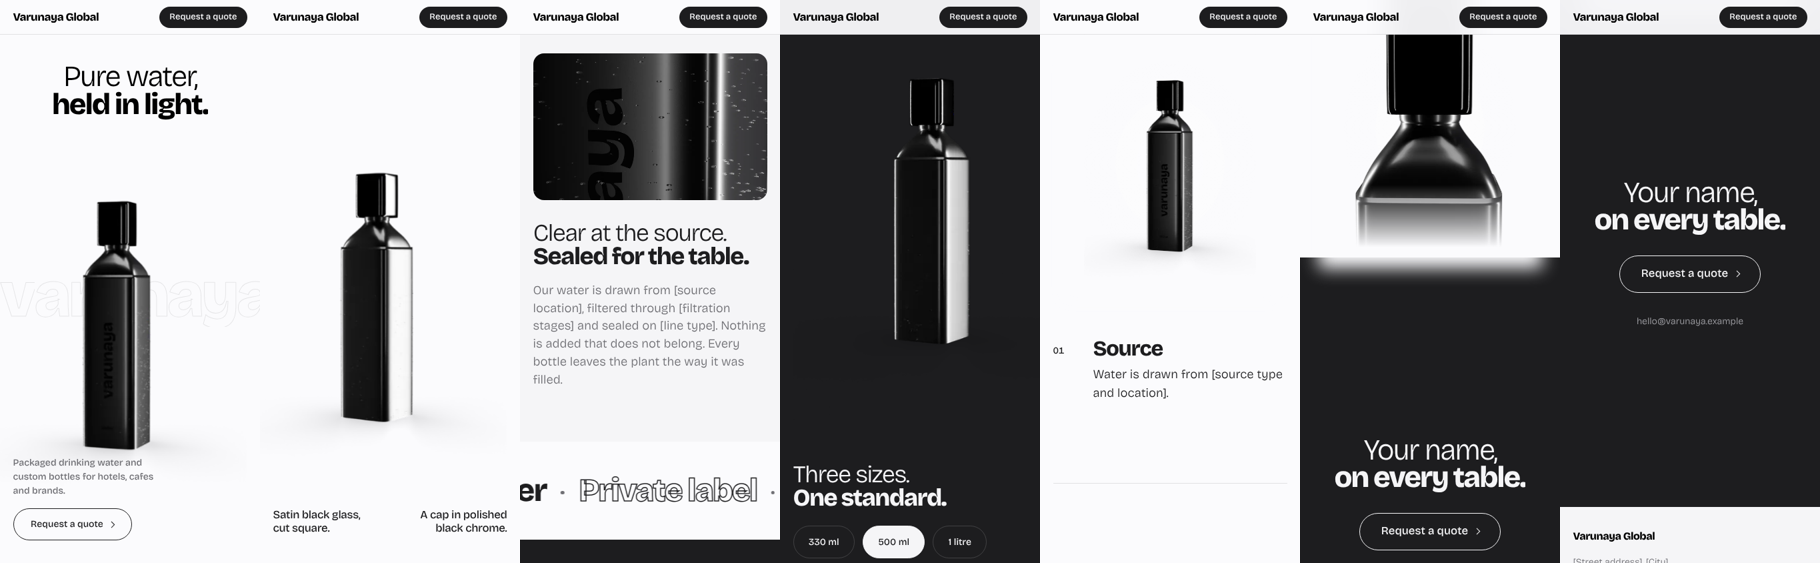 Varunaya Global
Request a quote
Pure water,
held in light.
varunaya
varunaya
Packaged drinking water and
custom bottles for hotels, cafes
and brands.
Request a quote
Varunaya Global
Request a quote
Satin black glass,
cut square.
A cap in polished
black chrome.
Varunaya Global
Request a quote
aya
Clear at the source.
Sealed for the table.
Our water is drawn from [source
location], filtered through [filtration
stages] and sealed on [line type]. Nothing
is added that does not belong. Every
bottle leaves the plant the way it was
filled.
er · Private label ·
Varunaya Global
Request a quote
Three sizes.
One standard.
330 ml
500 ml
1 litre
Varunaya Global
Request a quote
varunaya
01
Source
Water is drawn from [source type
and location].
Varunaya Global
Request a quote
Your name,
on every table.
Request a quote
Varunaya Global
Request a quote
Your name,
on every table.
Request a quote
hello@varunaya.example
Varunaya Global
[Street address], [City]